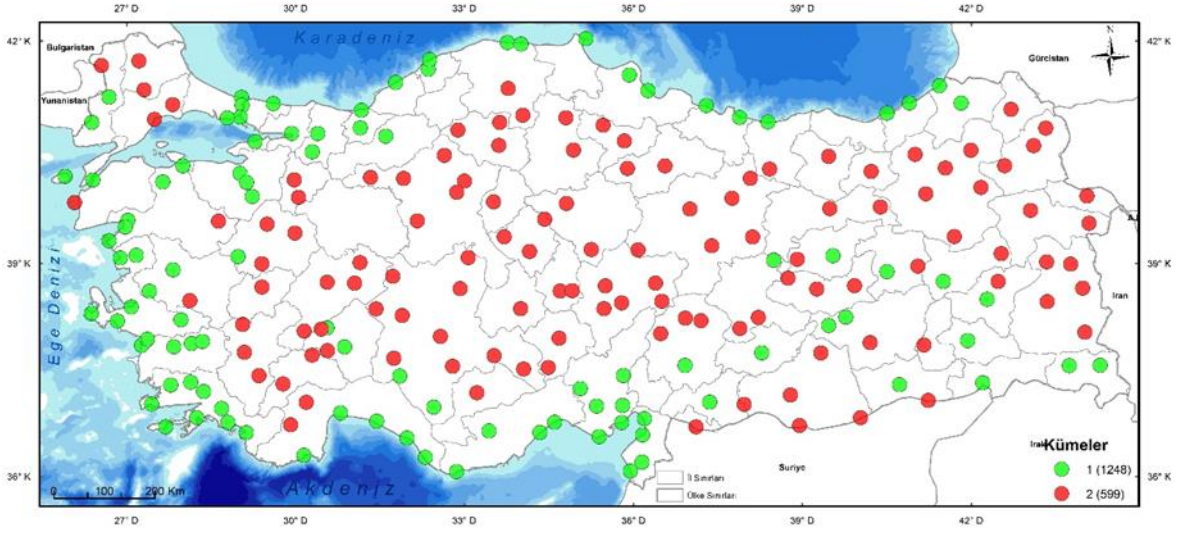 27° D 30° D 33° D 36° D 39° D 42° D
42° K 42° K
Bulgaristan
Karadeniz
N
Gürcistan
Yunanistan
39° K 39° K
Ege Denizi
İran
Kümeler
1 (1248)
2 (599)
Suriye
İl Sınırları
Ülke Sınırları
36° K 36° K
Akdeniz
0 100 200 Km
27° D 30° D 33° D 36° D 39° D 42° D